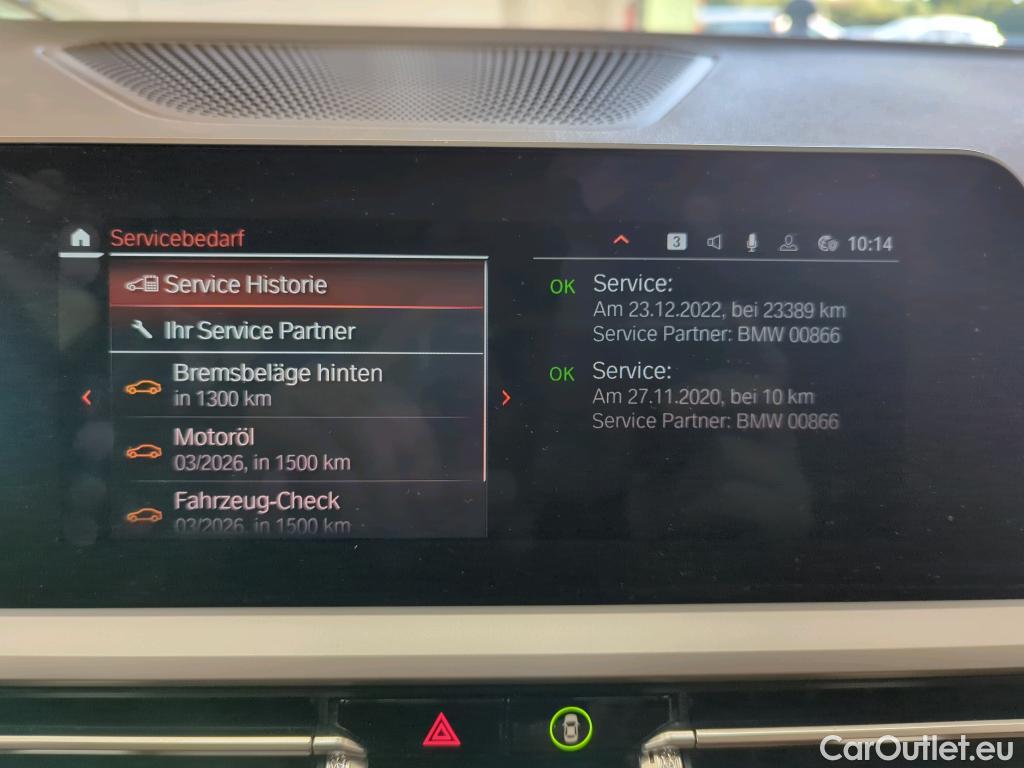 Servicebedarf
3
10:14
Service Historie
Ihr Service Partner
Bremsbeläge hinten
in 1300 km
Motoröl
03/2026, in 1500 km
Fahrzeug-Check
03/2026, in 1500 km
OK Service:
Am 23.12.2022, bei 23389 km
Service Partner: BMW 00866
OK Service:
Am 27.11.2020, bei 10 km
Service Partner: BMW 00866
CarOutlet.eu